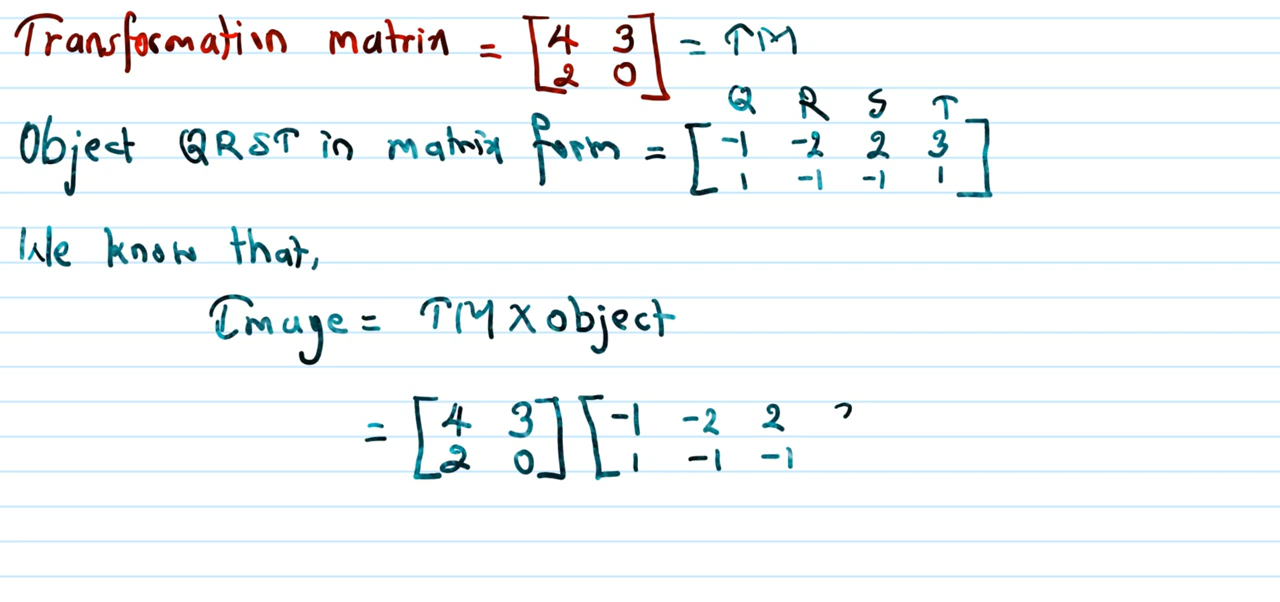 Transformation matrix = [4 3 = TM
2 0]
Q R S T
Object QRST in matrix form = [-1 -2 2 3
1 -1 -1 1]
We know that,
Image = TM X object
= [4 3 [-1 -2 2
2 0] 1 -1 -1